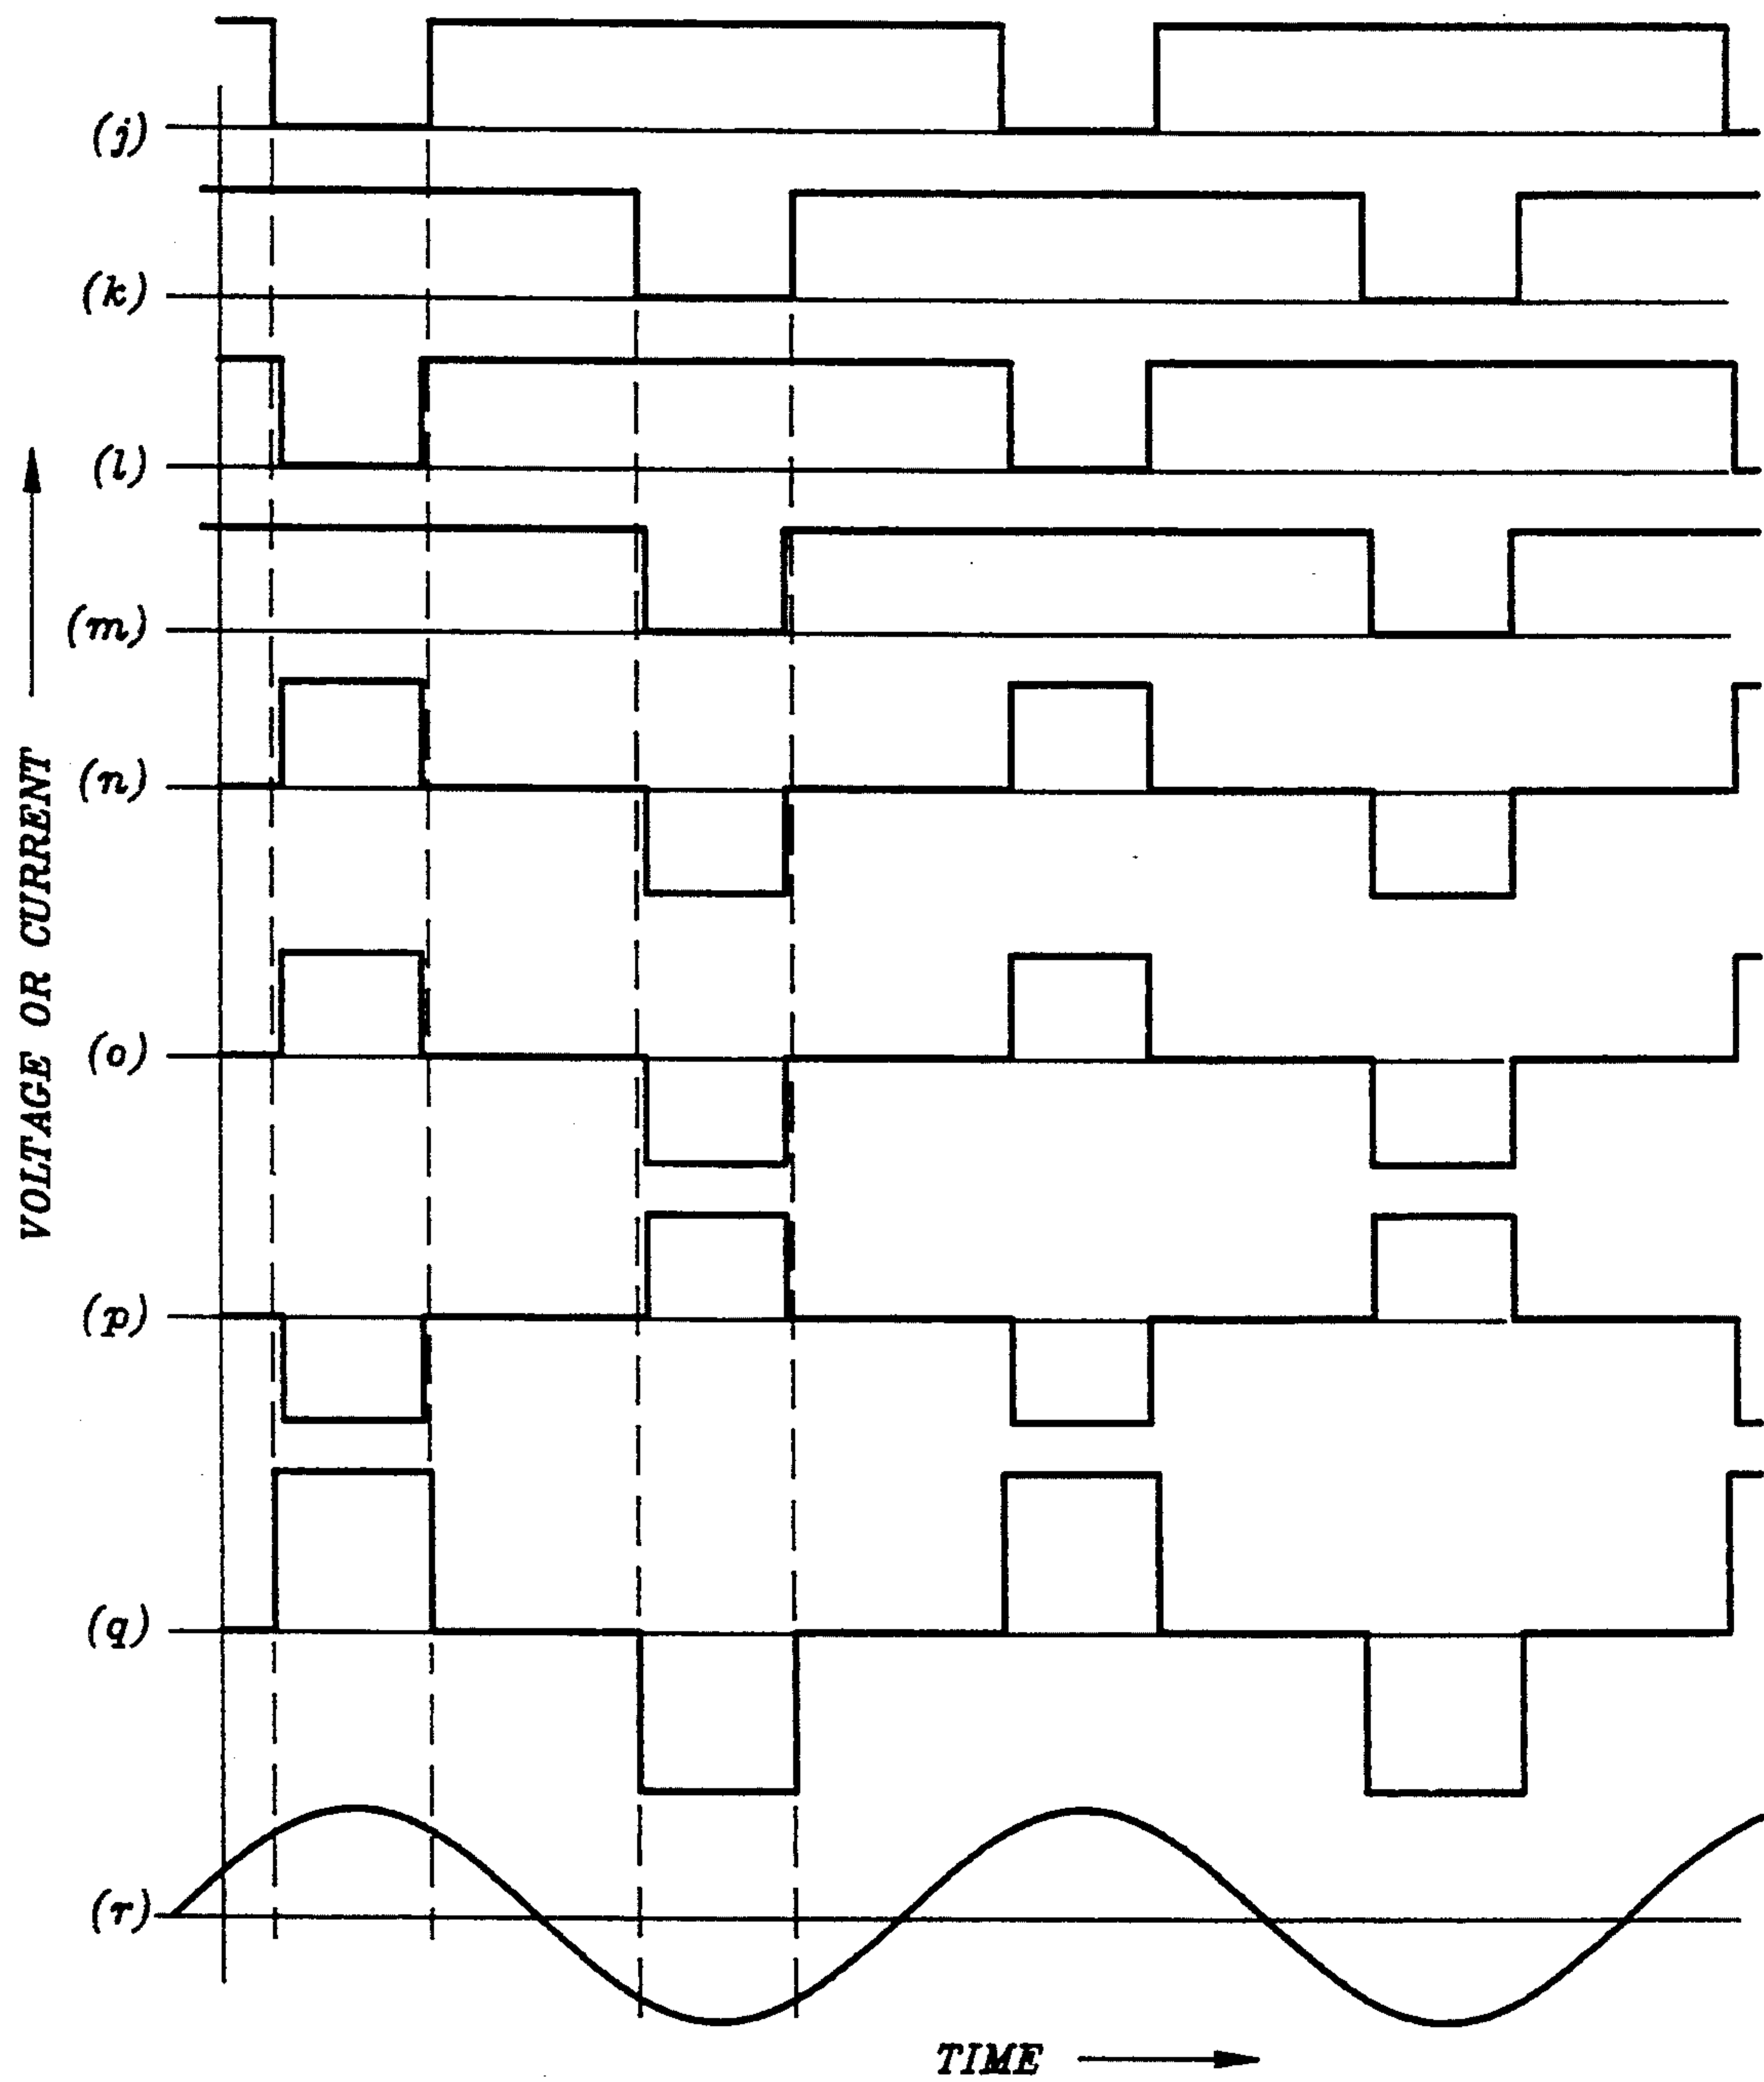 (j)
(k)
(l)
(m)
(n)
(o)
(p)
(q)
(r)
VOLTAGE OR CURRENT
TIME